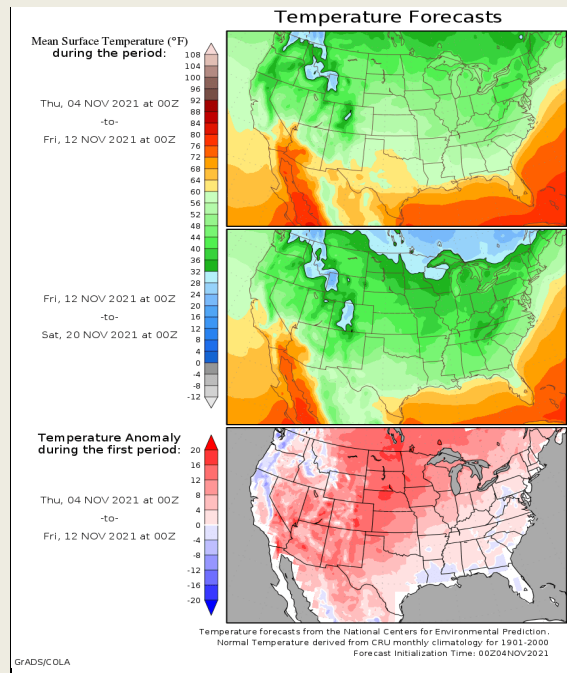 Temperature Forecasts
Mean Surface Temperature (°F)
during the period:
Thu, 04 NOV 2021 at 00Z
-to-
Fri, 12 NOV 2021 at 00Z
108
104
100
96
92
88
84
80
76
72
68
64
60
56
52
48
44
40
36
32
28
24
20
16
12
8
4
0
-4
-8
-12
Fri, 12 NOV 2021 at 00Z
-to-
Sat, 20 NOV 2021 at 00Z
Temperature Anomaly
during the first period:
Thu, 04 NOV 2021 at 00Z
-to-
Fri, 12 NOV 2021 at 00Z
20
16
12
8
4
0
-4
-8
-12
-16
-20
Temperature forecasts from the National Centers for Environmental Prediction.
Normal Temperature derived from CRU monthly climatology for 1901-2000
Forecast Initialization Time: 00Z04NOV2021
GrADS/COLA